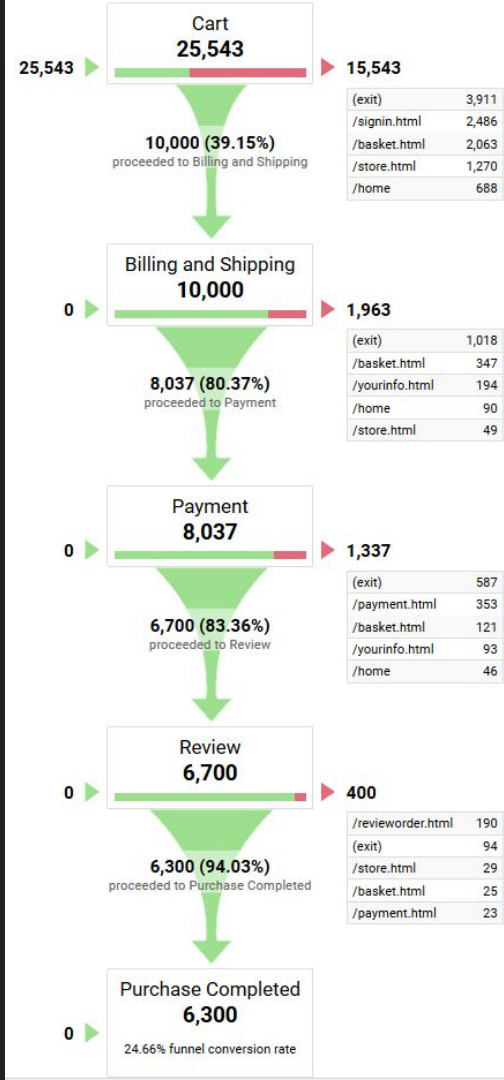 Cart
25,543
25,543
15,543
(exit) 3,911
/signin.html 2,486
/basket.html 2,063
/store.html 1,270
/home 688
10,000 (39.15%)
proceeded to Billing and Shipping
Billing and Shipping
10,000
0
1,963
(exit) 1,018
/basket.html 347
/yourinfo.html 194
/home 90
/store.html 49
8,037 (80.37%)
proceeded to Payment
Payment
8,037
0
1,337
(exit) 587
/payment.html 353
/basket.html 121
/yourinfo.html 93
/home 46
6,700 (83.36%)
proceeded to Review
Review
6,700
0
400
/revieworder.html 190
(exit) 94
/store.html 29
/basket.html 25
/payment.html 23
6,300 (94.03%)
proceeded to Purchase Completed
Purchase Completed
6,300
0
24.66% funnel conversion rate